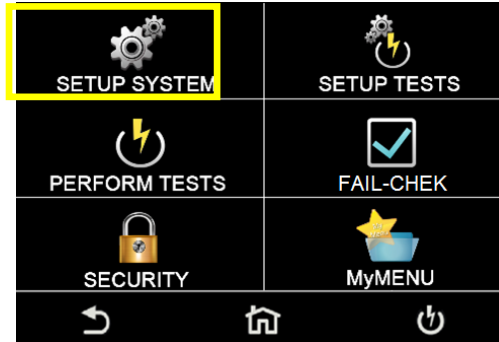 SETUP SYSTEM
SETUP TESTS
PERFORM TESTS
FAIL-CHEK
SECURITY
MyMENU